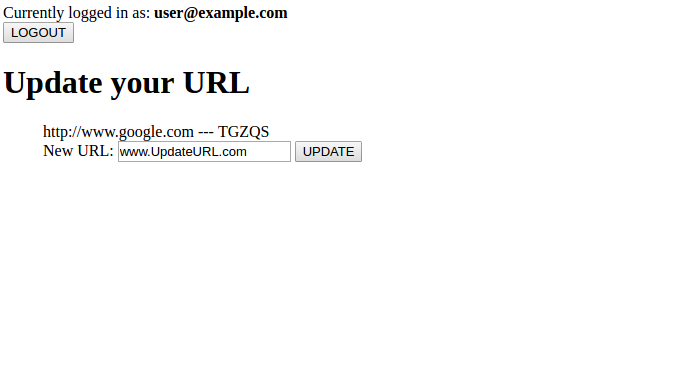 Currently logged in as: user@example.com
LOGOUT
Update your URL
http://www.google.com --- TGZQS
New URL: www.UpdateURL.com UPDATE